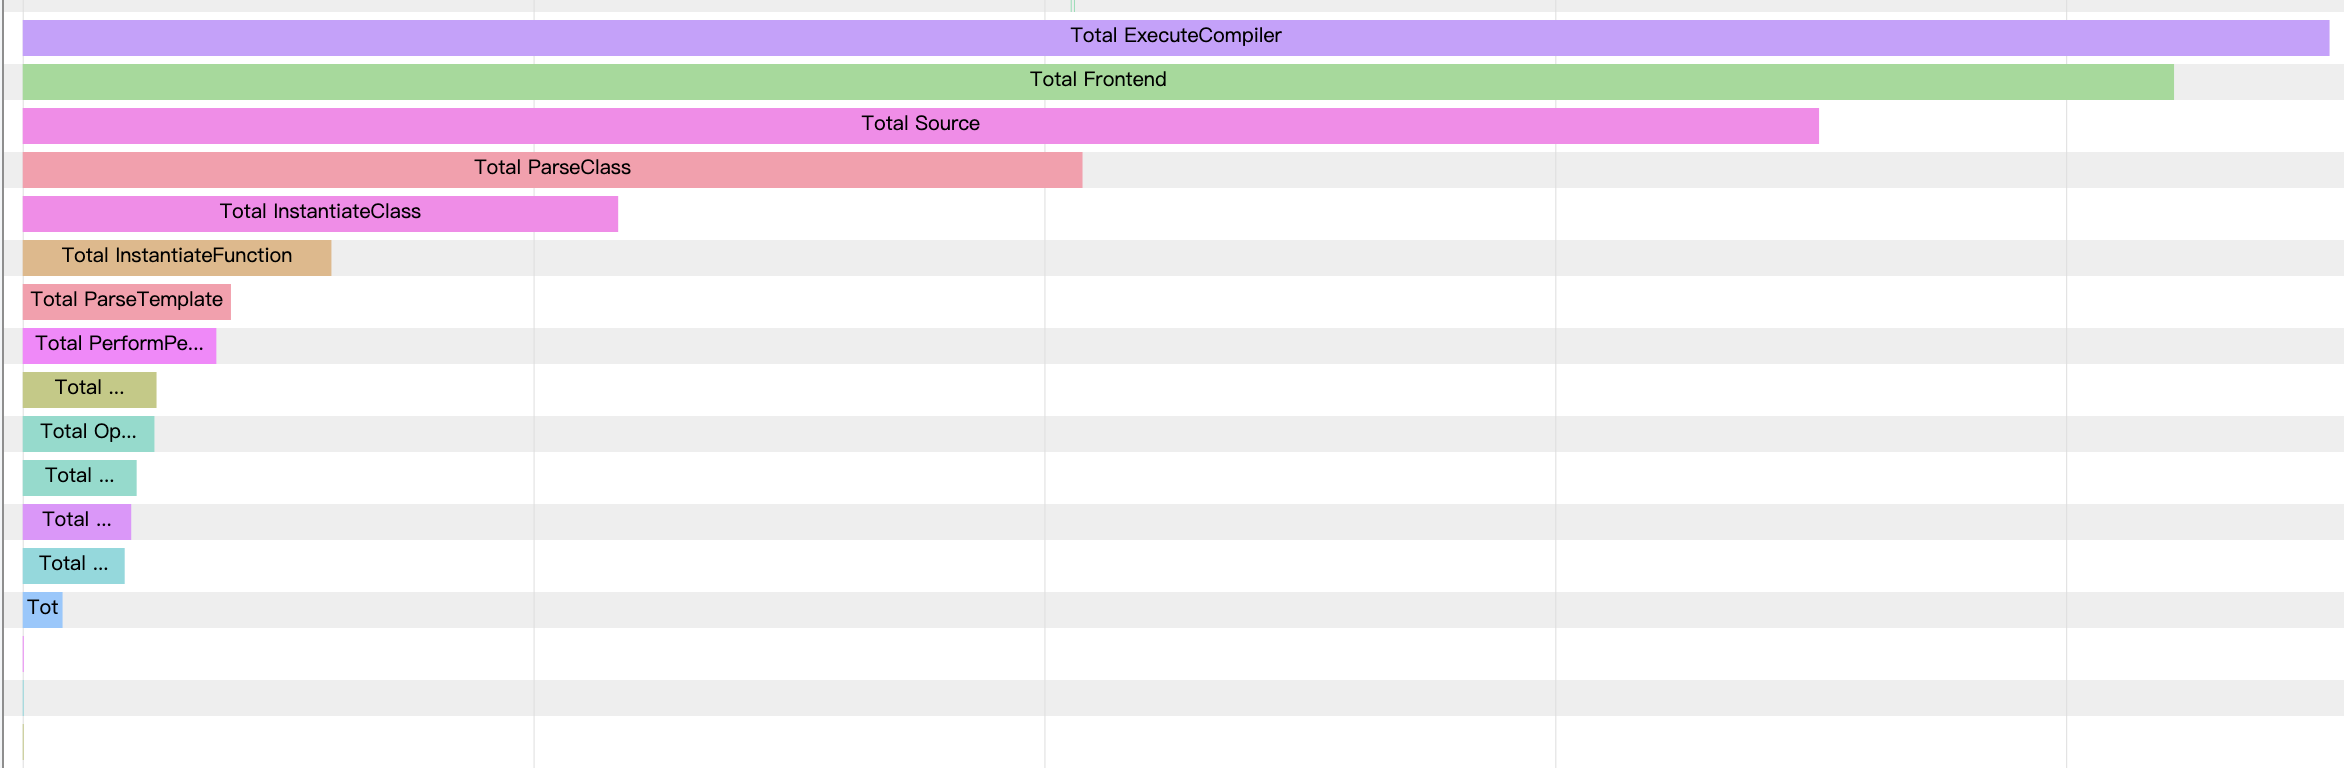 Total ExecuteCompiler
Total Frontend
Total Source
Total ParseClass
Total InstantiateClass
Total InstantiateFunction
Total ParseTemplate
Total PerformPe...
Total ...
Total Op...
Total ...
Total ...
Total ...
Tot